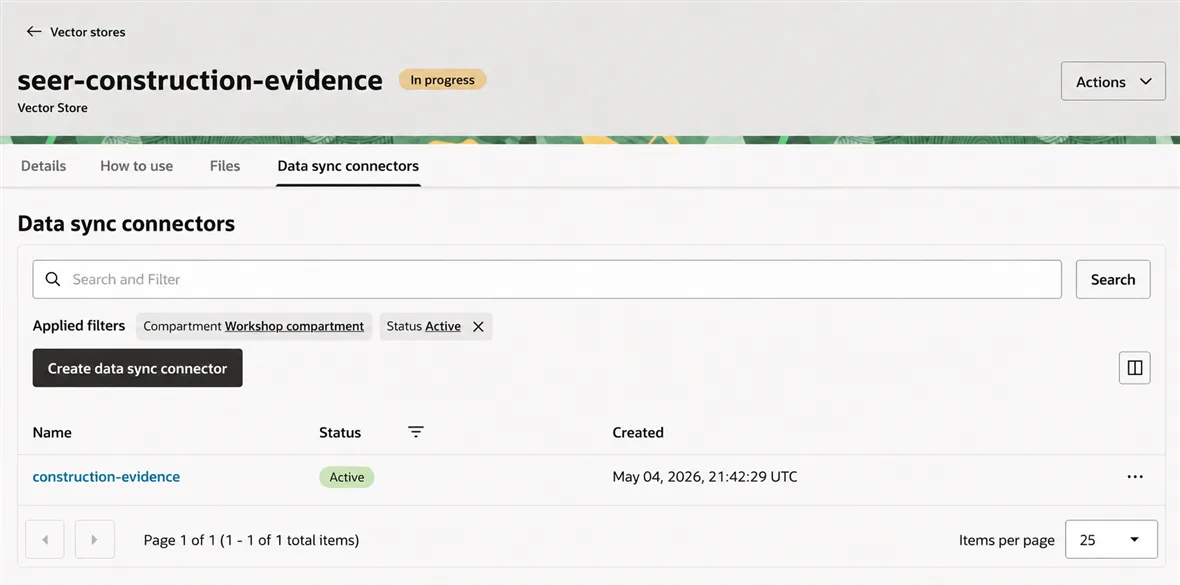 Vector stores
seer-construction-evidence In progress
Actions
Vector Store
Details How to use Files Data sync connectors
Data sync connectors
Search and Filter
Search
Applied filters Compartment Workshop compartment Status Active
Create data sync connector
Name Status Created
construction-evidence Active May 04, 2026, 21:42:29 UTC
Page 1 of 1 (1 - 1 of 1 total items) Items per page 25